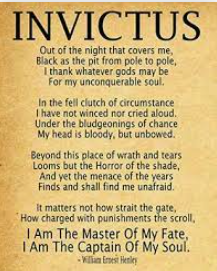 INVICTUS
Out of the night that covers me,
Black as the pit from pole to pole,
I thank whatever gods may be
For my unconquerable soul.
In the fell clutch of circumstance
I have not winced nor cried aloud.
Under the bludgeonings of chance
My head is bloody, but unbowed.
Beyond this place of wrath and tears
Looms but the Horror of the shade,
And yet the menace of the years
Finds and shall find me unafraid.
It matters not how strait the gate,
How charged with punishments the scroll,
I Am The Master Of My Fate,
I Am The Captain Of My Soul.
~ William Ernest Henley